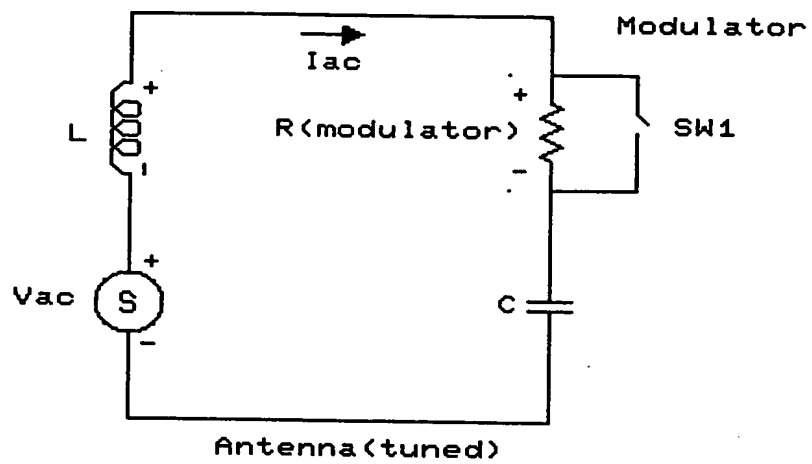 Modulator
Iac
+
+
L
R(modulator)
SW1
-
-
+
Vac
S
C
-
Antenna(tuned)